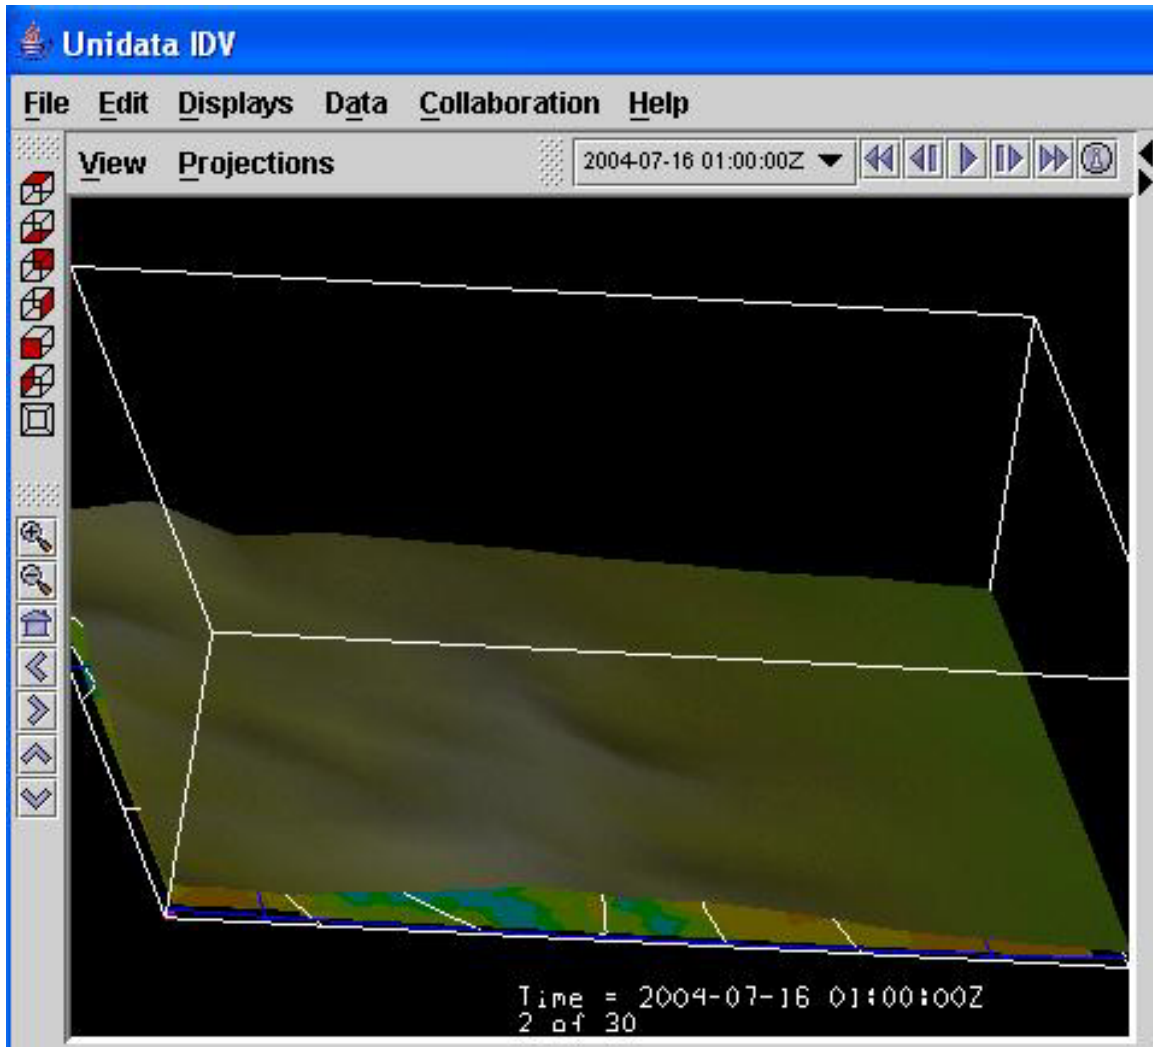 Unidata IDV
File Edit Displays Data Collaboration Help
View Projections 2004-07-16 01:00:00Z
Time = 2004-07-16 01:00:00Z
2 of 30